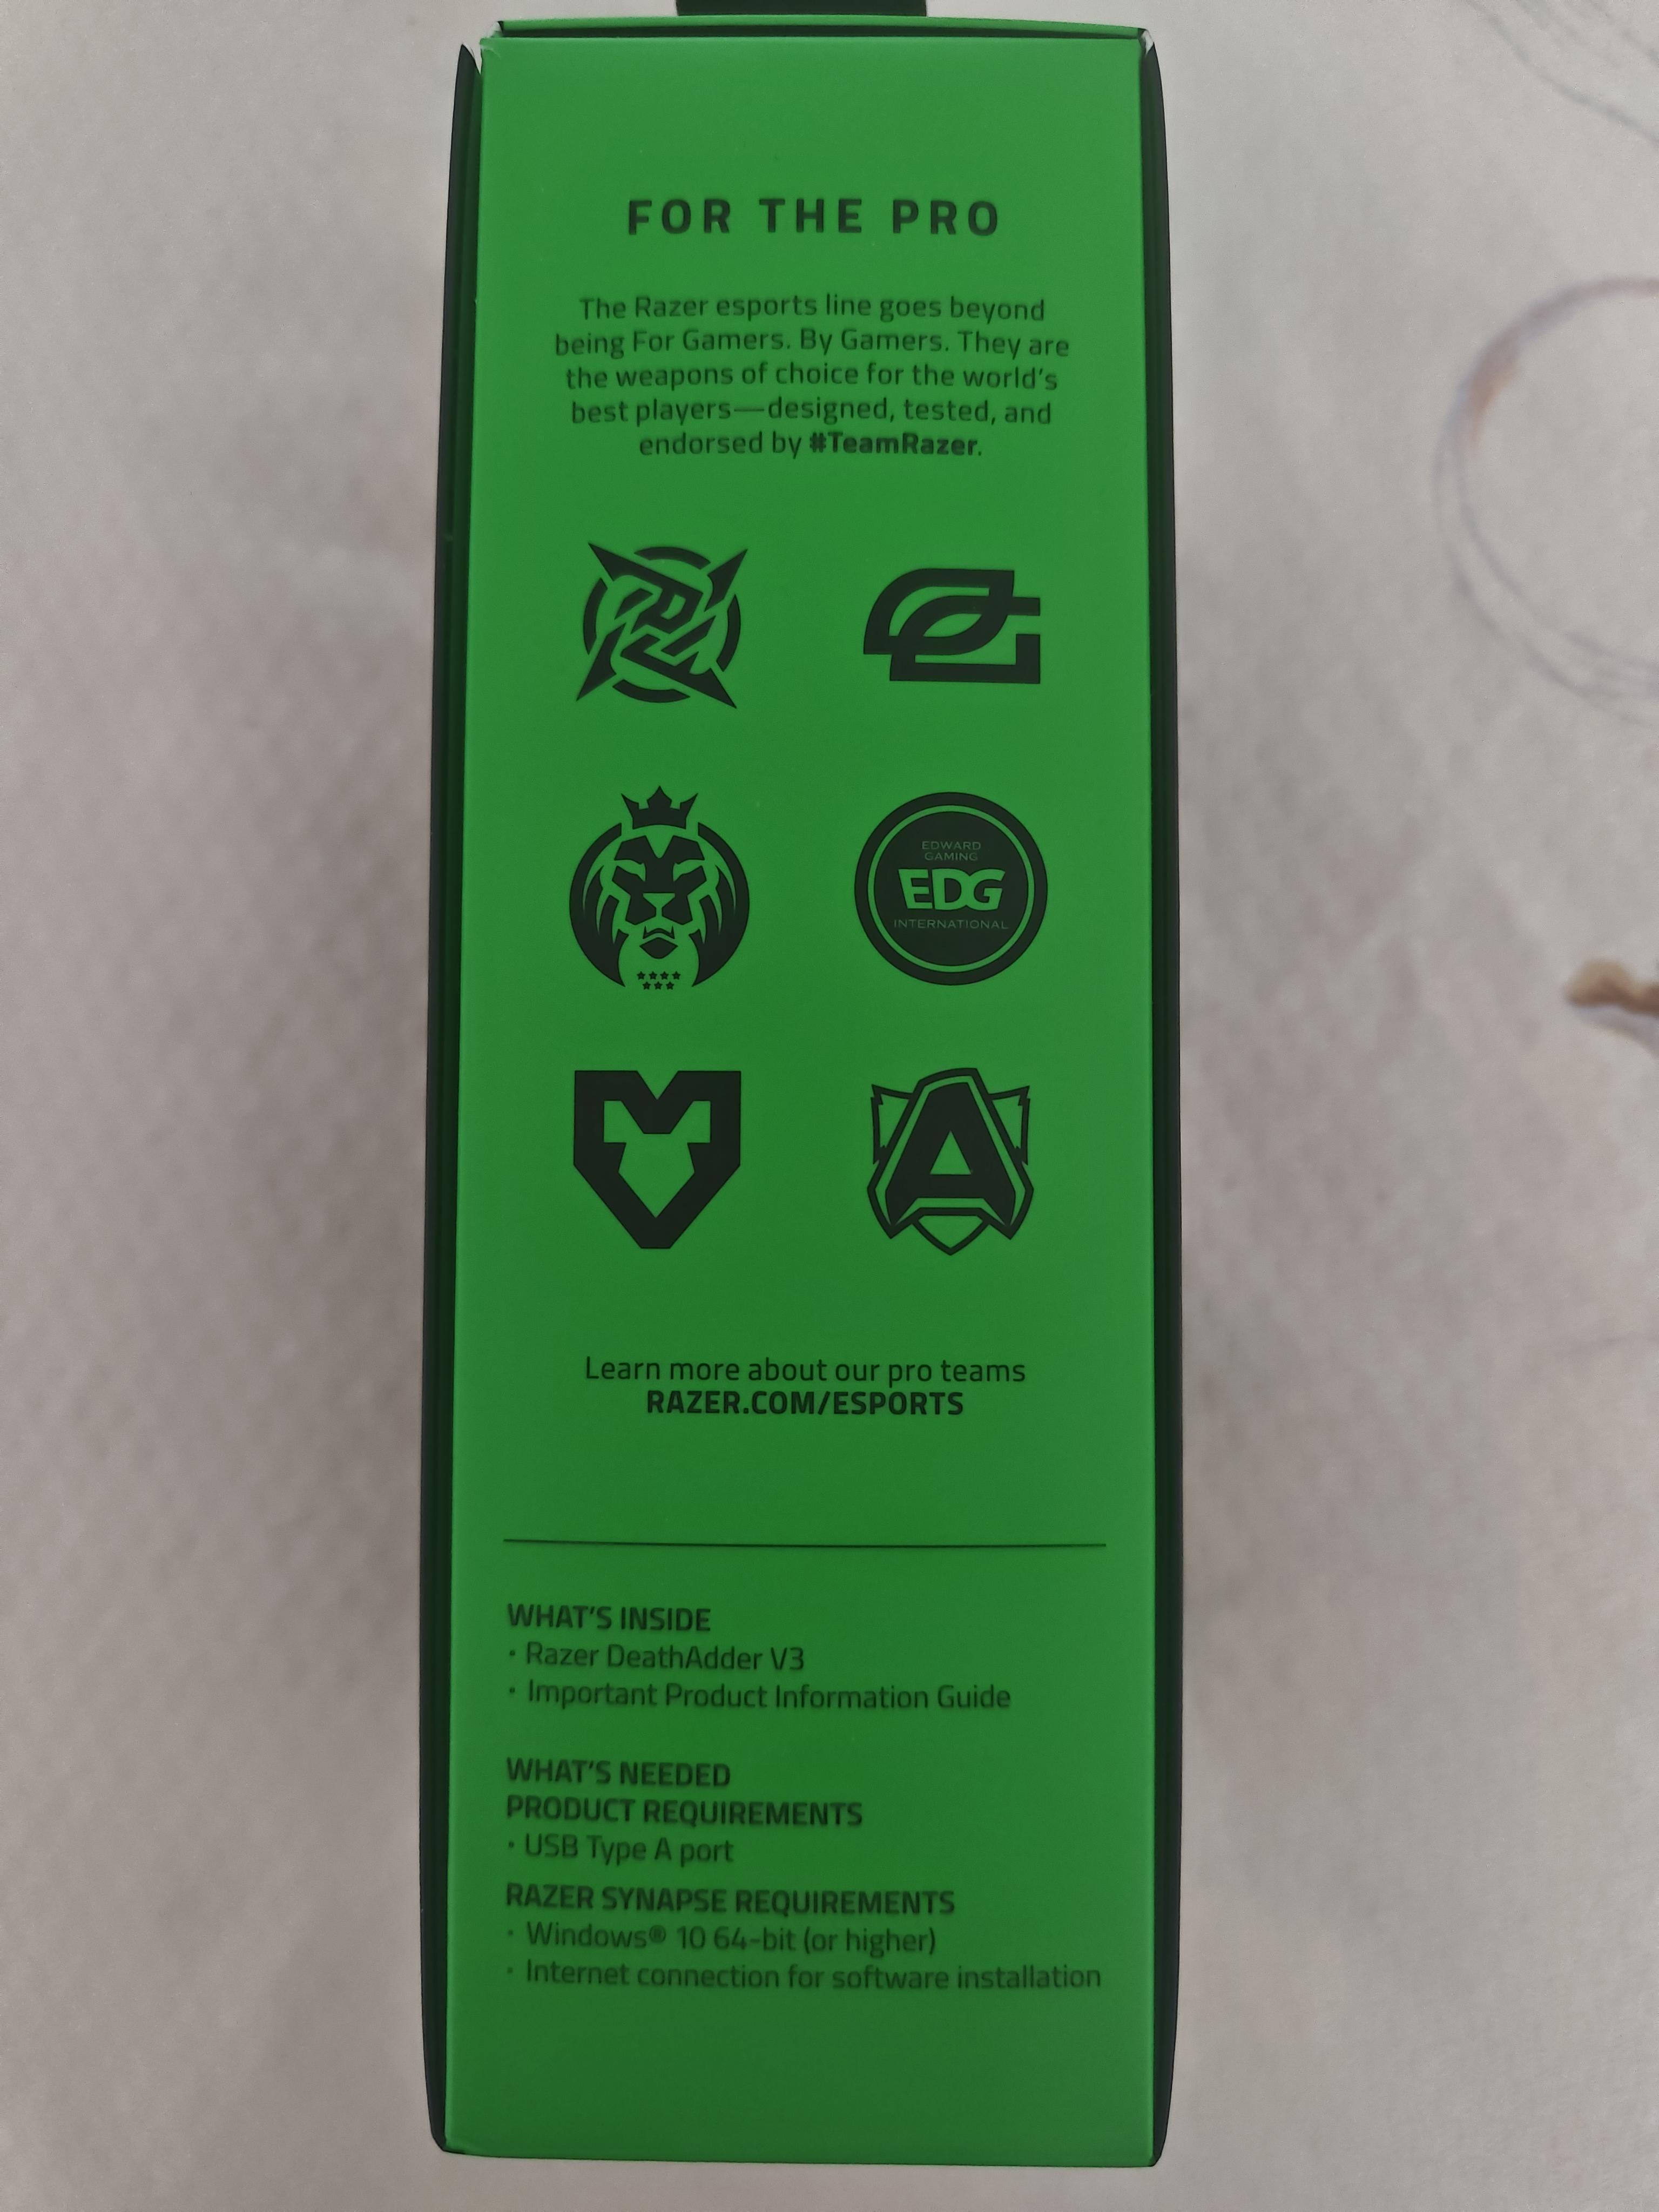 FOR THE PRO
The Razer esports line goes beyond
being For Gamers. By Gamers. They are
the weapons of choice for the world's
best players—designed, tested, and
endorsed by #TeamRazer.
EDWARD
GAMING
EDG
INTERNATIONAL
A
Learn more about our pro teams
RAZER.COM/ESPORTS
WHAT'S INSIDE
• Razer DeathAdder V3
• Important Product Information Guide
WHAT'S NEEDED
PRODUCT REQUIREMENTS
• USB Type A port
RAZER SYNAPSE REQUIREMENTS
• Windows® 10 64-bit (or higher)
• Internet connection for software installation